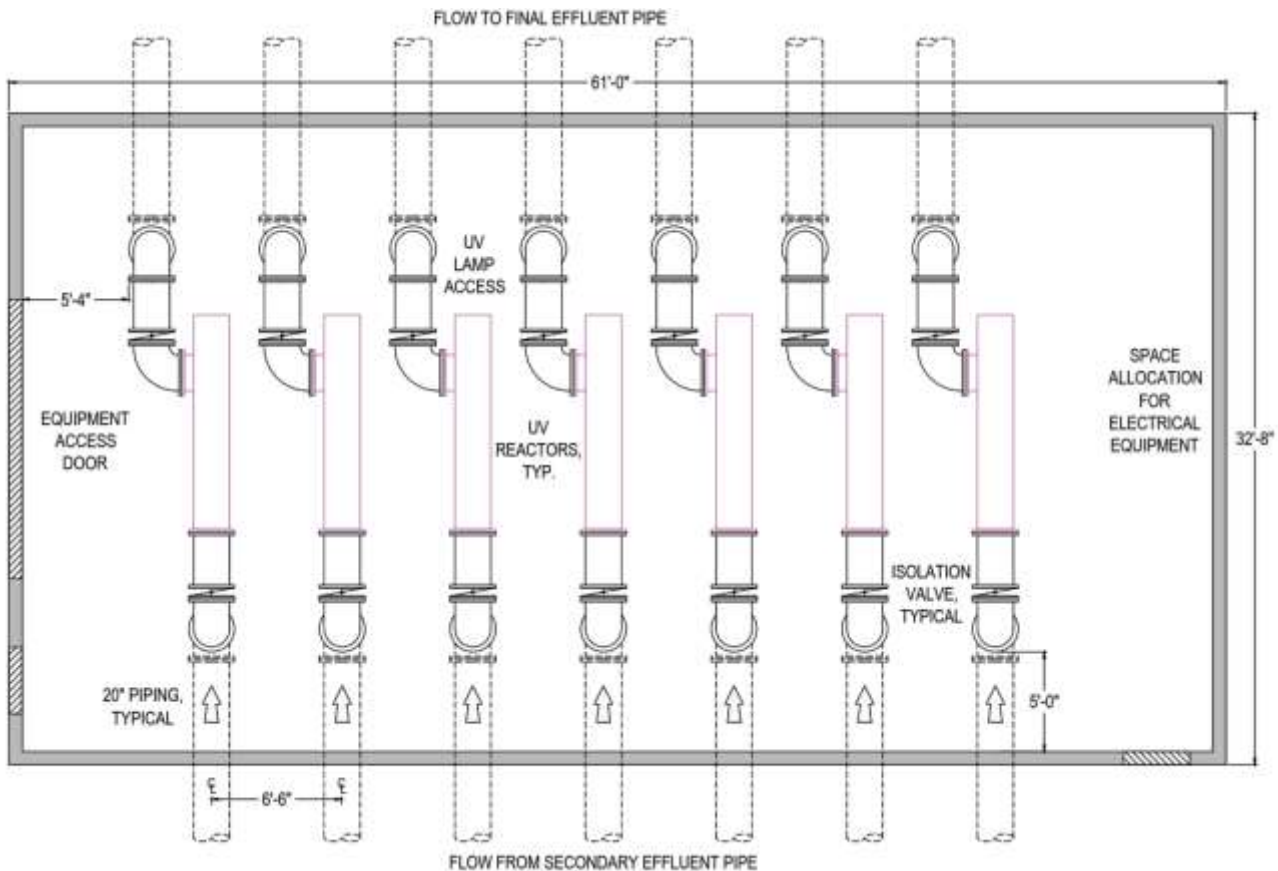 FLOW TO FINAL EFFLUENT PIPE
61'-0"
UV
LAMP
ACCESS
5'-4"
SPACE
ALLOCATION
FOR
ELECTRICAL
EQUIPMENT
EQUIPMENT
ACCESS
DOOR
UV
REACTORS,
TYP.
32'-8"
ISOLATION
VALVE,
TYPICAL
20" PIPING,
TYPICAL
5'-0"
℄
℄
6'-6"
FLOW FROM SECONDARY EFFLUENT PIPE